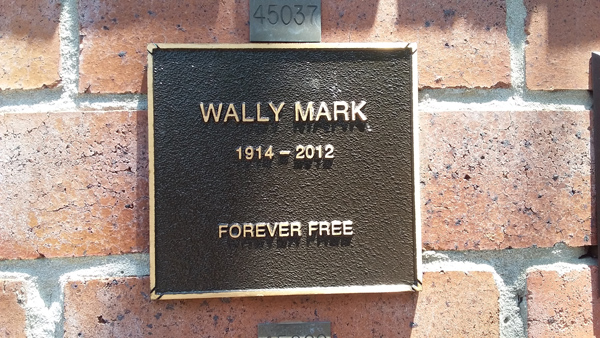 45037
WALLY MARK
1914 – 2012
FOREVER FREE